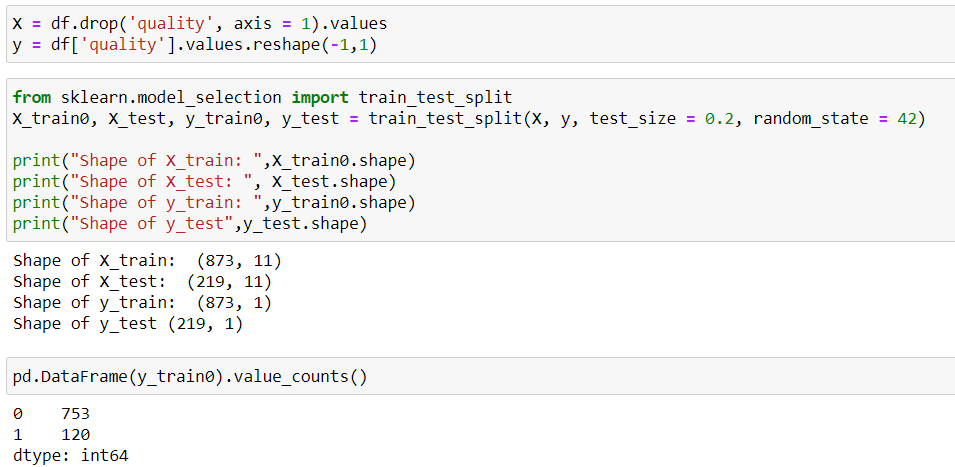 X = df.drop('quality', axis = 1).values
y = df['quality'].values.reshape(-1,1)
from sklearn.model_selection import train_test_split
X_train0, X_test, y_train0, y_test = train_test_split(X, y, test_size = 0.2, random_state = 42)
print("Shape of X_train: ",X_train0.shape)
print("Shape of X_test: ", X_test.shape)
print("Shape of y_train: ",y_train0.shape)
print("Shape of y_test",y_test.shape)
Shape of X_train:  (873, 11)
Shape of X_test:  (219, 11)
Shape of y_train:  (873, 1)
Shape of y_test (219, 1)
pd.DataFrame(y_train0).value_counts()
0    753
1    120
dtype: int64